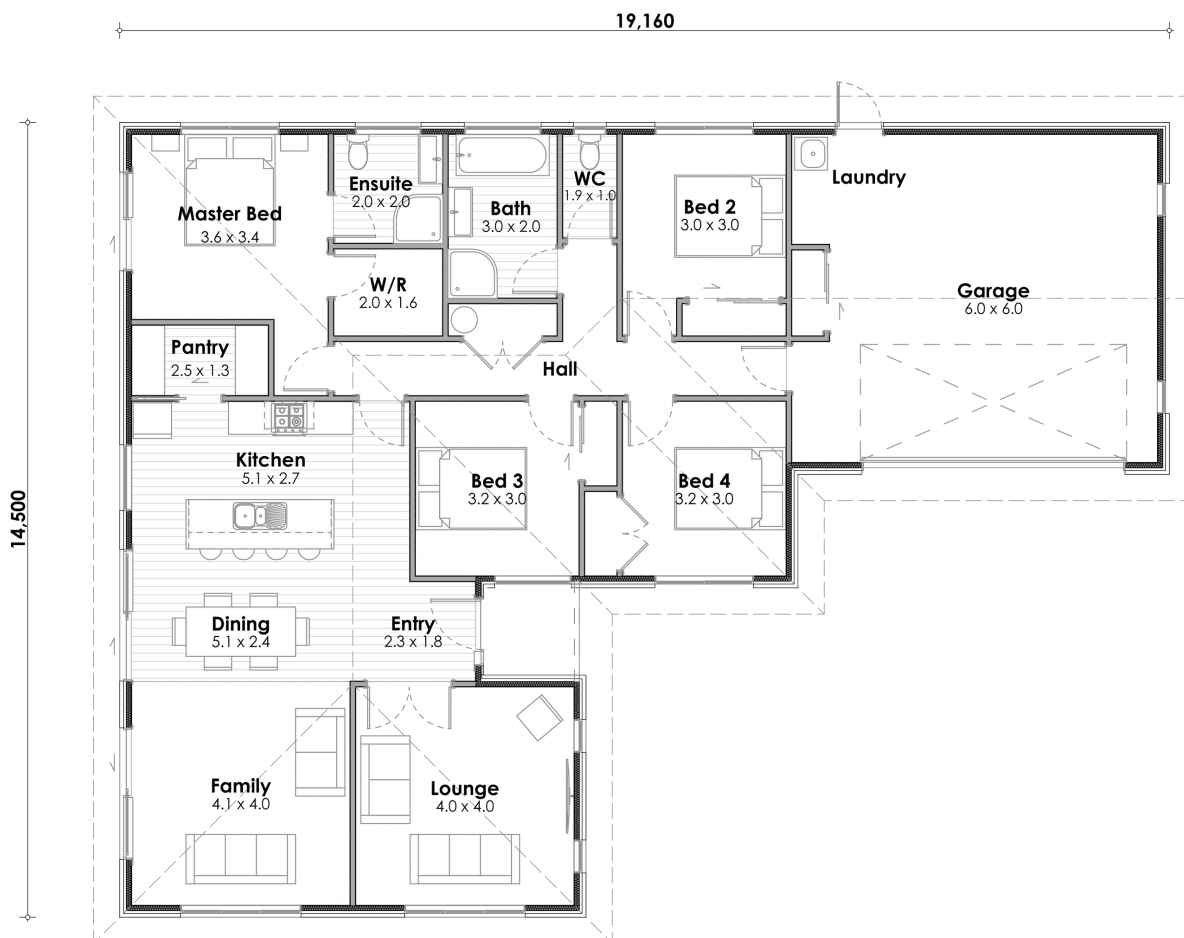 19,160
14,500
Master Bed
3.6 x 3.4
Ensuite
2.0 x 2.0
Bath
3.0 x 2.0
WC
1.9 x 1.0
Bed 2
3.0 x 3.0
Laundry
W/R
2.0 x 1.6
Garage
6.0 x 6.0
Pantry
2.5 x 1.3
Hall
Kitchen
5.1 x 2.7
Bed 3
3.2 x 3.0
Bed 4
3.2 x 3.0
Dining
5.1 x 2.4
Entry
2.3 x 1.8
Family
4.1 x 4.0
Lounge
4.0 x 4.0